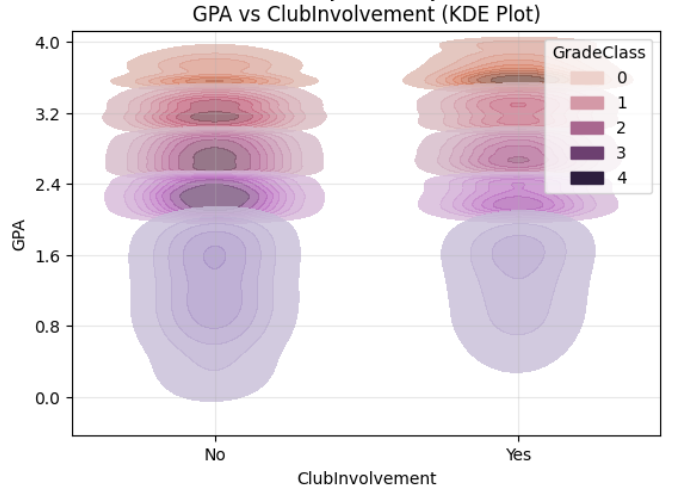 GPA vs ClubInvolvement (KDE Plot)
4.0
3.2
2.4
1.6
0.8
0.0
GPA
GradeClass
0
1
2
3
4
No
Yes
ClubInvolvement